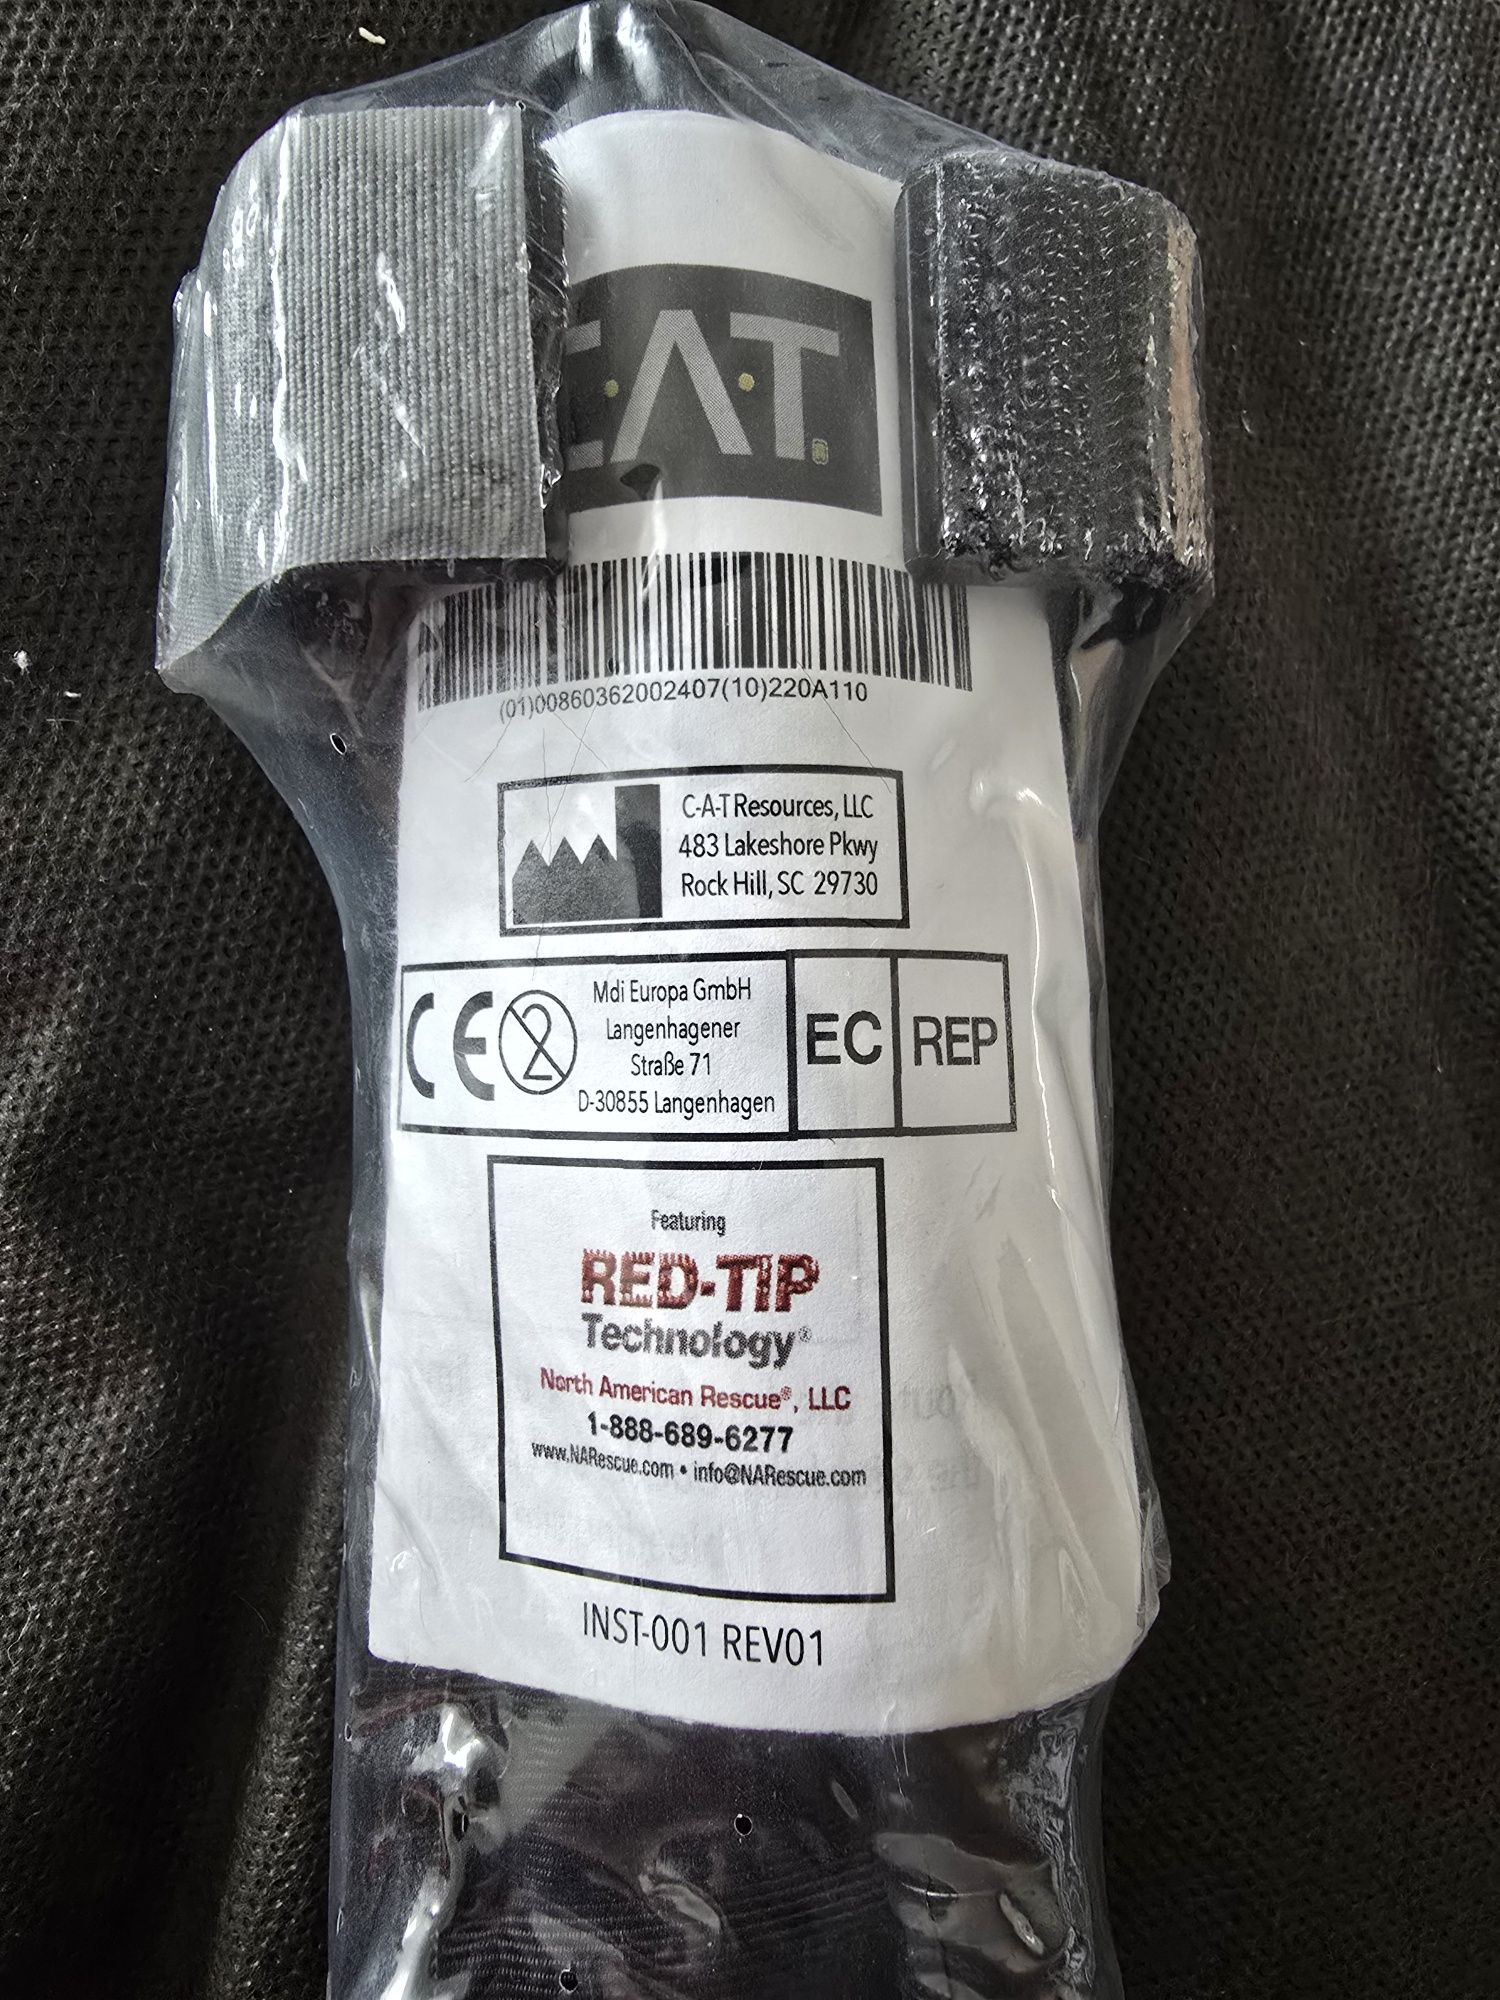 C·A·T.
(01)00860362002407(10)220A110
C-A-T Resources, LLC
483 Lakeshore Pkwy
Rock Hill, SC 29730
CE
2
Mdi Europa GmbH
Langenhagener
Straße 71
D-30855 Langenhagen
EC REP
Featuring
RED-TIP
Technology®
North American Rescue®, LLC
1-888-689-6277
www.NARescue.com • info@NARescue.com
INST-001 REV01